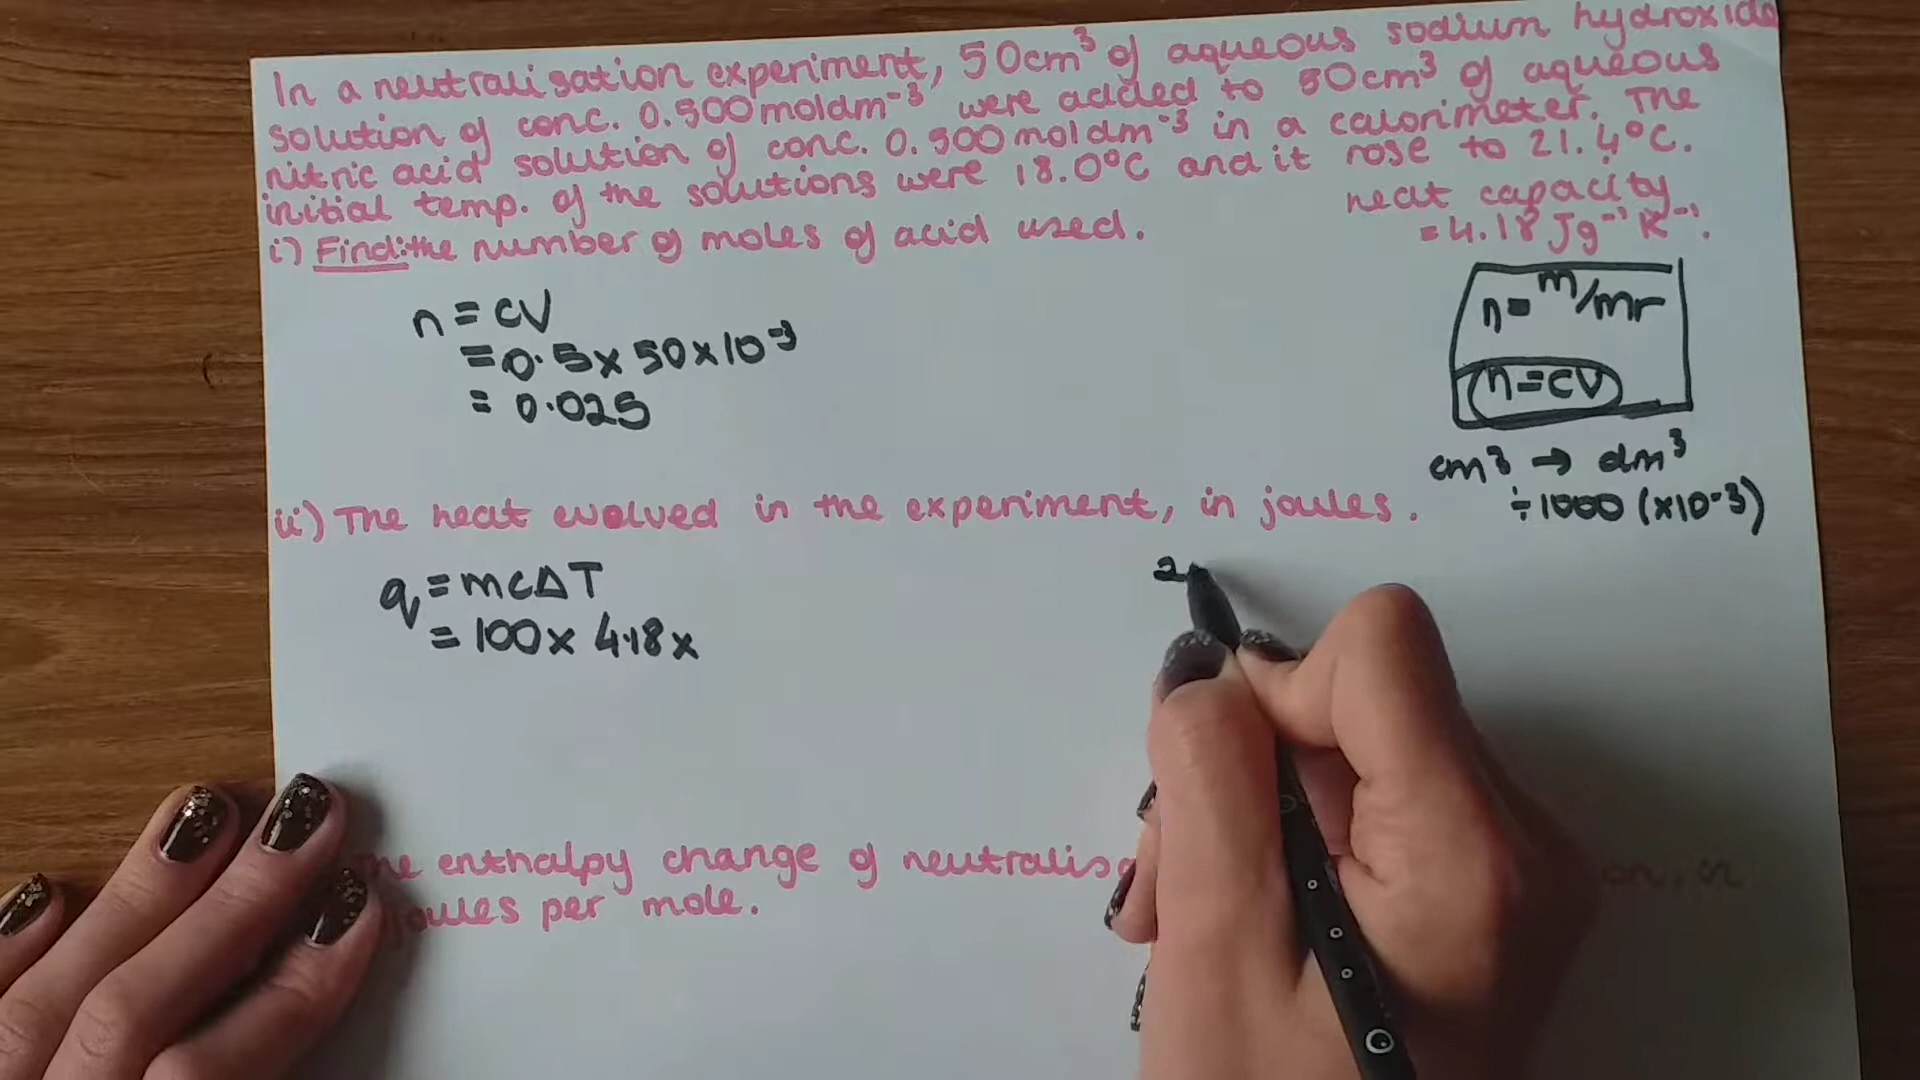 In a neutralisation experiment, 50cm³ of aqueous sodium hydroxide
solution of conc. 0.500 moldm⁻³ were added to 50cm³ of aqueous
nitric acid solution of conc. 0.500 moldm⁻³ in a calorimeter. The
initial temp. of the solutions were 18.0°C and it rose to 21.4°C.
heat capacity
= 4.18 Jg⁻¹ K⁻¹.
i) Find: the number of moles of acid used.
n = cV
= 0.5 x 50 x 10⁻³
= 0.025
n = m/mr
n = cV
cm³ → dm³
÷ 1000 (x10-3)
ii) The heat evolved in the experiment, in joules.
q = mcΔT
= 100 x 4.18 x
2
enthalpy change of neutralis
per mole.